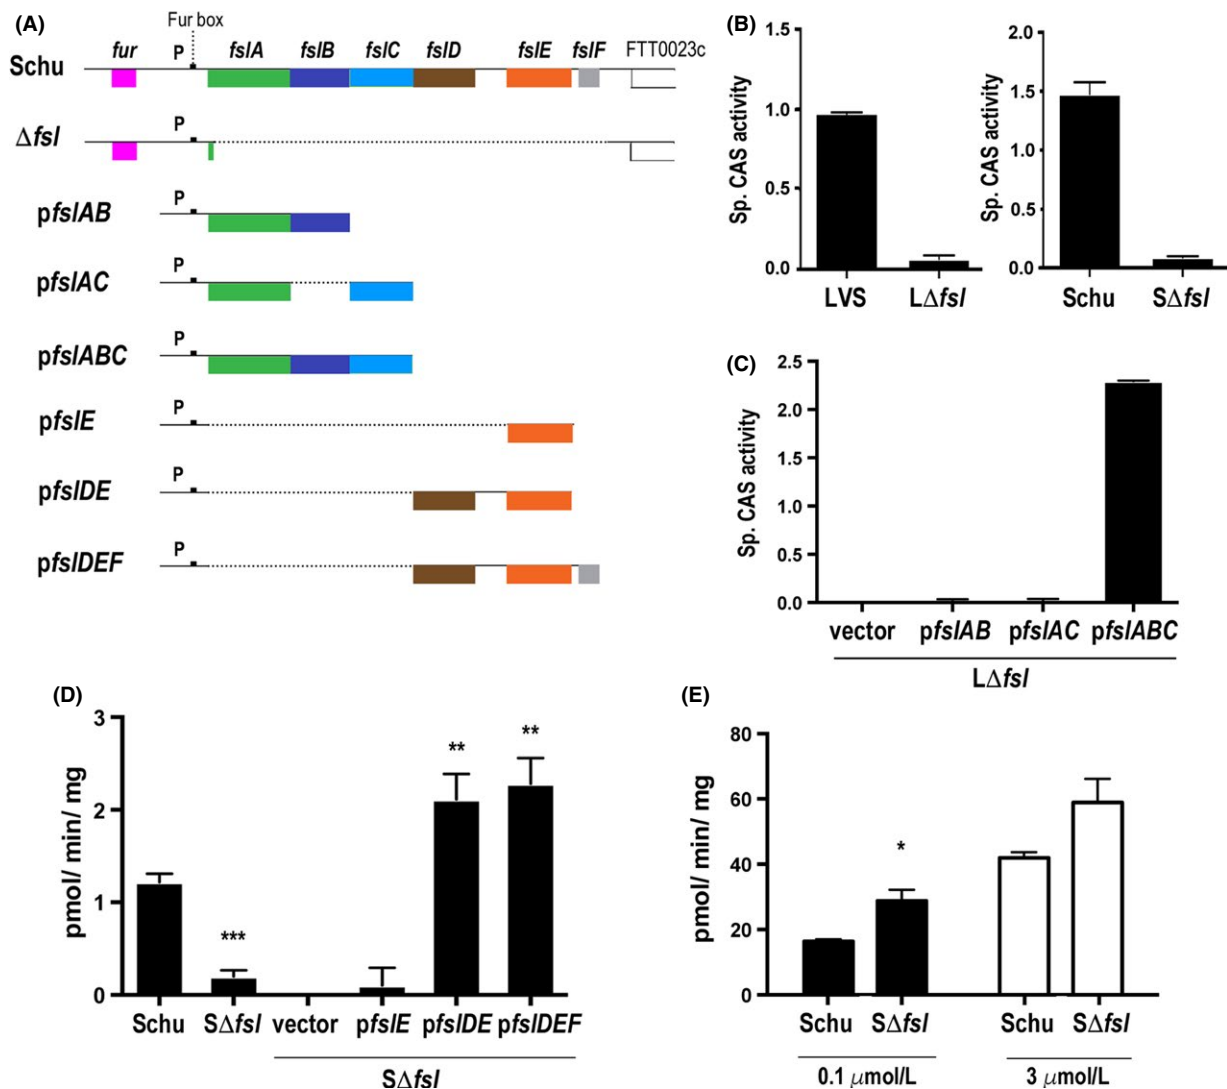 (A)
Fur box
fur P fslA fslB fslC fslD fslE fslF FTT0023c
Schu
P
Δfsl
P
pfslAB
P
pfslAC
P
pfslABC
P
pfslE
P
pfslDE
P
pfslDEF
(B)
Sp. CAS activity
1.5
1.0
0.5
0.0
LVS LΔfsl
Sp. CAS activity
2.0
1.5
1.0
0.5
0.0
Schu SΔfsl
(C)
Sp. CAS activity
2.5
2.0
1.5
2.5
1.0
0.5
0.0
vector pfslAB pfslAC pfslABC
LΔfsl
(D)
pmol/ min/ mg
3
2
1
0
***
**
**
Schu SΔfsl vector pfslE pfslDE pfslDEF
SΔfsl
(E)
pmol/ min/ mg
80
60
40
20
0
*
Schu SΔfsl Schu SΔfsl
0.1 μmol/L 3 μmol/L